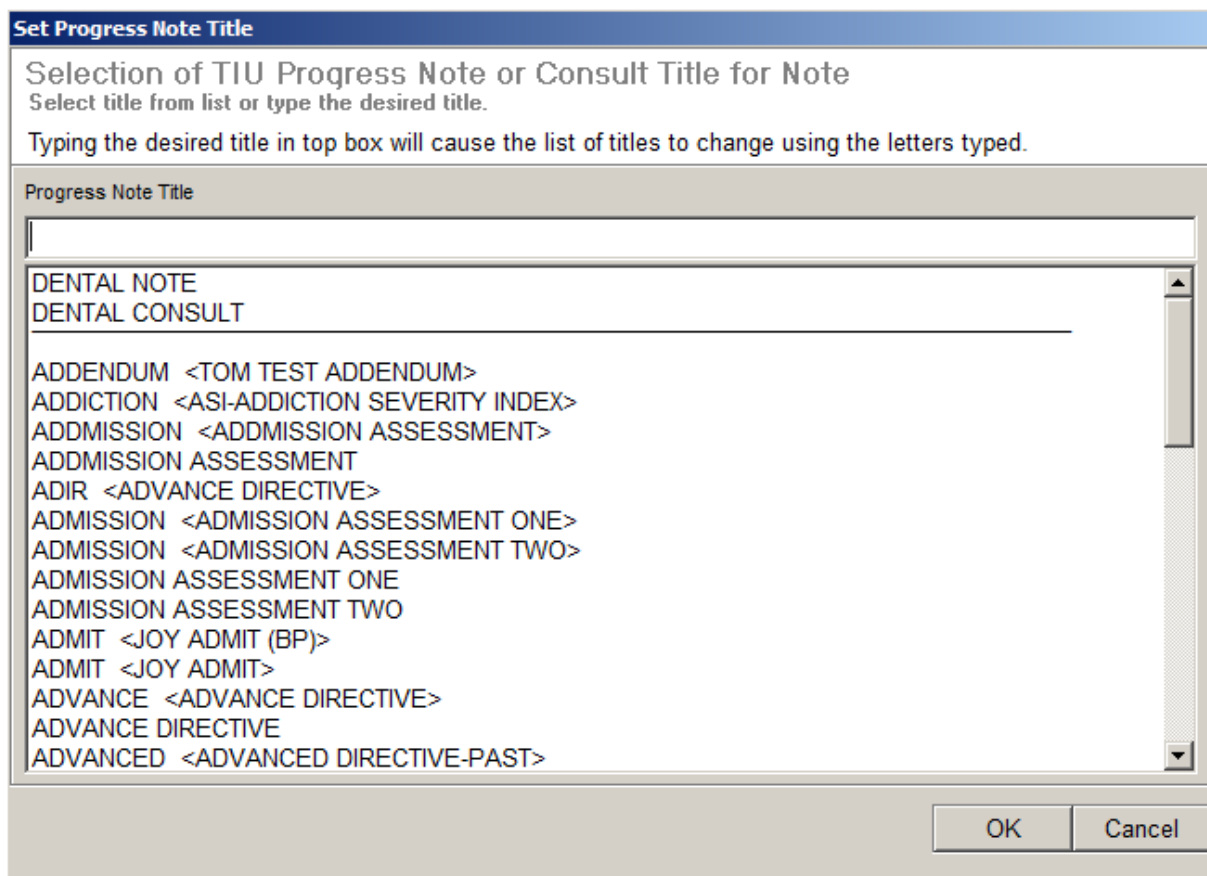 Set Progress Note Title
Selection of TIU Progress Note or Consult Title for Note
Select title from list or type the desired title.
Typing the desired title in top box will cause the list of titles to change using the letters typed.
Progress Note Title
DENTAL NOTE
DENTAL CONSULT
ADDENDUM <TOM TEST ADDENDUM>
ADDICTION <ASI-ADDICTION SEVERITY INDEX>
ADDMISSION <ADDMISSION ASSESSMENT>
ADDMISSION ASSESSMENT
ADIR <ADVANCE DIRECTIVE>
ADMISSION <ADMISSION ASSESSMENT ONE>
ADMISSION <ADMISSION ASSESSMENT TWO>
ADMISSION ASSESSMENT ONE
ADMISSION ASSESSMENT TWO
ADMIT <JOY ADMIT (BP)>
ADMIT <JOY ADMIT>
ADVANCE <ADVANCE DIRECTIVE>
ADVANCE DIRECTIVE
ADVANCED <ADVANCED DIRECTIVE-PAST>
OK Cancel